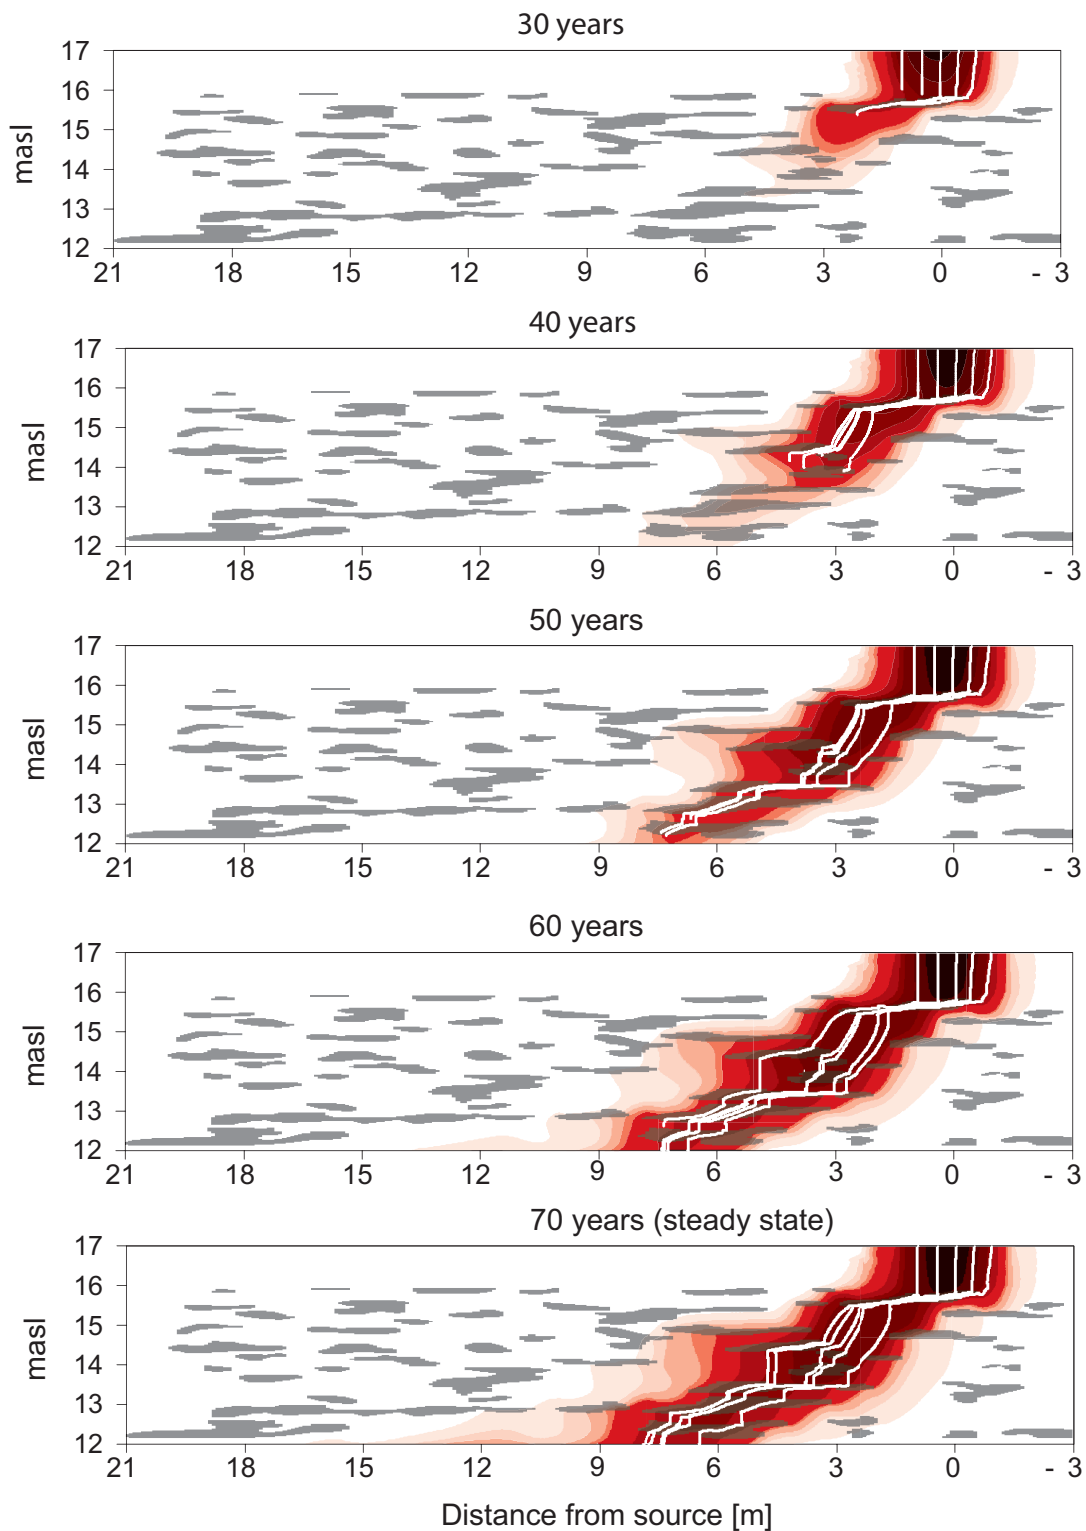 30 years
17
16
15
14
13
12
masl
21 18 15 12 9 6 3 0 - 3
40 years
17
16
15
14
13
12
masl
21 18 15 12 9 6 3 0 - 3
50 years
17
16
15
14
13
12
masl
21 18 15 12 9 6 3 0 - 3
60 years
17
16
15
14
13
12
masl
21 18 15 12 9 6 3 0 - 3
70 years (steady state)
17
16
15
14
13
12
masl
21 18 15 12 9 6 3 0 - 3
Distance from source [m]